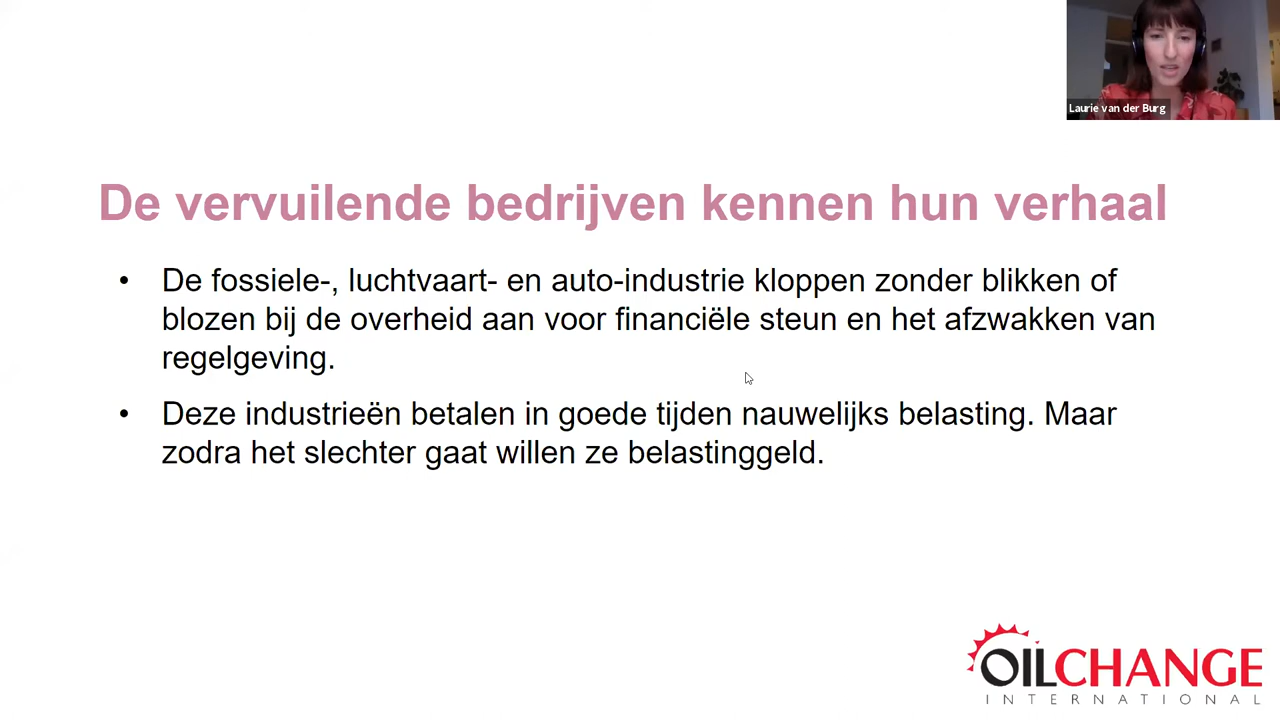 Laurie van der Burg
De vervuilende bedrijven kennen hun verhaal
• De fossiele-, luchtvaart- en auto-industrie kloppen zonder blikken of
blozen bij de overheid aan voor financiële steun en het afzwakken van
regelgeving.
• Deze industrieën betalen in goede tijden nauwelijks belasting. Maar
zodra het slechter gaat willen ze belastinggeld.
OILCHANGE
INTERNATIONAL